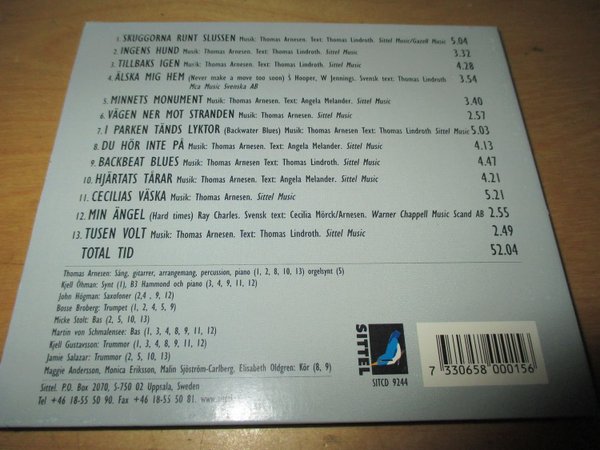 1. SKUGGORNA RUNT SLUSSEN Musik: Thomas Arnesen. Text: Thomas Lindroth. Sittel Music/Gazell Music 5.04
2. INGENS HUND Musik: Thomas Arnesen. Text: Thomas Lindroth. Sittel Music 3.32
3. TILLBAKS IGEN Musik: Thomas Arnesen. Text: Thomas Lindroth. Sittel Music 4.28
4. ÄLSKA MIG HEM (Never make a move too soon) S Hooper, W Jennings. Svensk text: Thomas Lindroth 3.54
Mca Music Svenska AB
5. MINNETS MONUMENT Musik: Thomas Arnesen. Text: Angela Melander. Sittel Music 3.40
6. VÄGEN NER MOT STRANDEN Musik: Thomas Arnesen. Sittel Music 2.57
7. I PARKEN TÄNDS LYKTOR (Backwater Blues) Musik: Thomas Arnesen. Text: Thomas Lindroth Sittel Music 5.03
8. DU HÖR INTE PÅ Musik: Thomas Arnesen. Text: Angela Melander. Sittel Music 4.13
9. BACKBEAT BLUES Musik: Thomas Arnesen. Text: Thomas Lindroth. Sittel Music 4.47
10. HJÄRTATS TÅRAR Musik: Thomas Arnesen. Text: Angela Melander. Sittel Music 4.21
11. CECILIAS VÄSKA Musik: Thomas Arnesen. Sittel Music 5.21
12. MIN ÄNGEL (Hard times) Ray Charles. Svensk text: Cecilia Mörck/Arnesen. Warner Chappell Music Scand AB 2.55
13. TUSEN VOLT Musik: Thomas Arnesen. Text: Thomas Lindroth. Sittel Music 2.49
TOTAL TID 52.04
Thomas Arnesen: Sång, gitarrer, arrangemang, percussion, piano (1, 2, 8, 10, 13) orgelsynt (5)
Kjell Öhman: Synt (1), B3 Hammond och piano (3, 4, 9, 11, 12)
John Högman: Saxofoner (2,4 , 9, 12)
Bosse Broberg: Trumpet (1, 2, 4, 5, 9)
Micke Stolt: Bas (2, 5, 10, 13)
Martin von Schmalensee: Bas (1, 3, 4, 8, 9, 11, 12)
Kjell Gustavsson: Trummor (1, 3, 4, 8, 9, 11, 12)
Jamie Salazar: Trummor (2, 5, 10, 13)
Maggie Andersson, Monica Eriksson, Malin Sjöström-Carlberg, Elisabeth Oldgren: Kör (8, 9)
Sittel. P.O. Box 2070, S-750 02 Uppsala, Sweden
Tel +46 18-55 50 90. Fax +46 18-55 50 81.
SITTEL
SITCD 9244
7 330658 000156